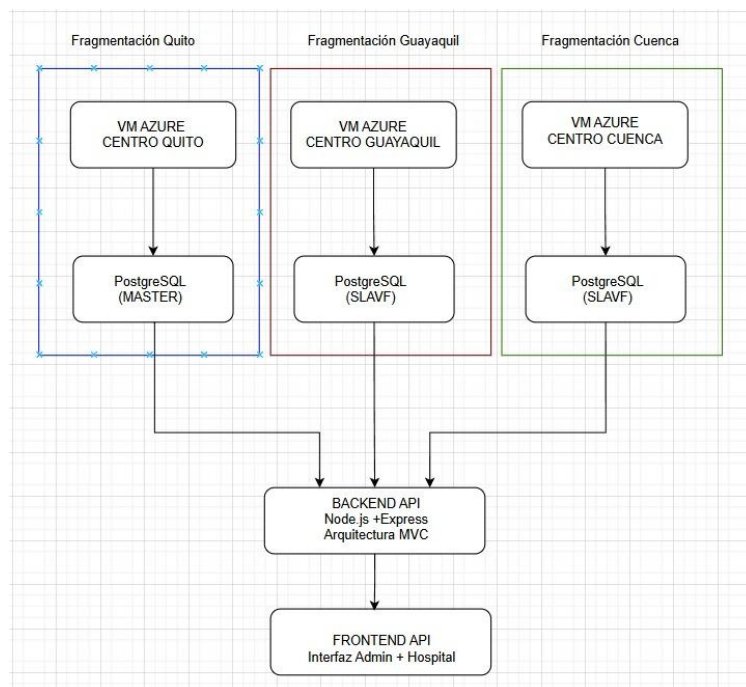 Fragmentación Quito
Fragmentación Guayaquil
Fragmentación Cuenca
VM AZURE
CENTRO QUITO
VM AZURE
CENTRO GUAYAQUIL
VM AZURE
CENTRO CUENCA
PostgreSQL
(MASTER)
PostgreSQL
(SLAVF)
PostgreSQL
(SLAVF)
BACKEND API
Node.js +Express
Arquitectura MVC
FRONTEND API
Interfaz Admin + Hospital